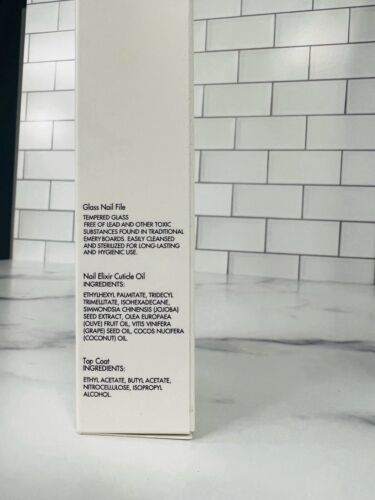 Glass Nail File
TEMPERED GLASS
FREE OF LEAD AND OTHER TOXIC
SUBSTANCES FOUND IN TRADITIONAL
EMERY BOARDS. EASILY CLEANSED
AND STERILIZED FOR LONG-LASTING
AND HYGIENIC USE.
Nail Elixir Cuticle Oil
INGREDIENTS:
ETHYLHEXYL PALMITATE, TRIDECYL
TRIMELLITATE, ISOHEXADECANE,
SIMMONDSIA CHINENSIS (JOJOBA)
SEED EXTRACT, OLEA EUROPAEA
(OLIVE) FRUIT OIL, VITIS VINIFERA
(GRAPE) SEED OIL, COCOS NUCIFERA
(COCONUT) OIL.
Top Coat
INGREDIENTS:
ETHYL ACETATE, BUTYL ACETATE,
NITROCELLULOSE, ISOPROPYL
ALCOHOL.